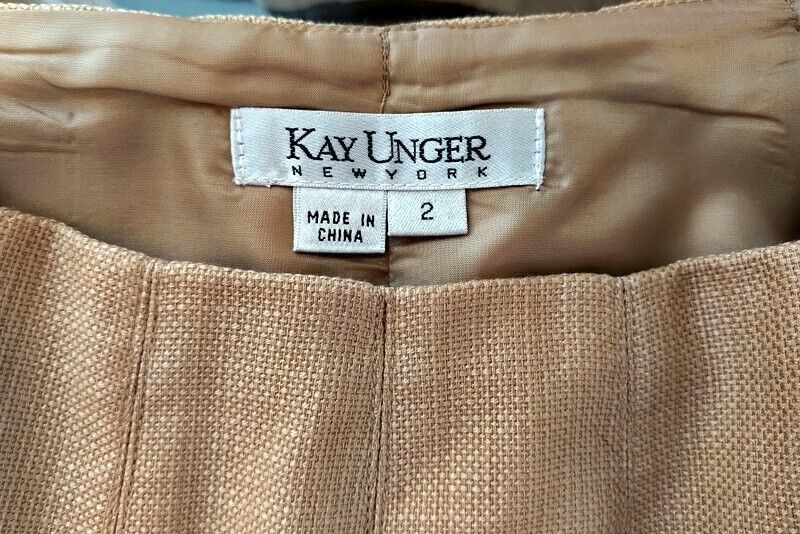 KAY UNGER
NEW YORK
MADE IN
CHINA
2